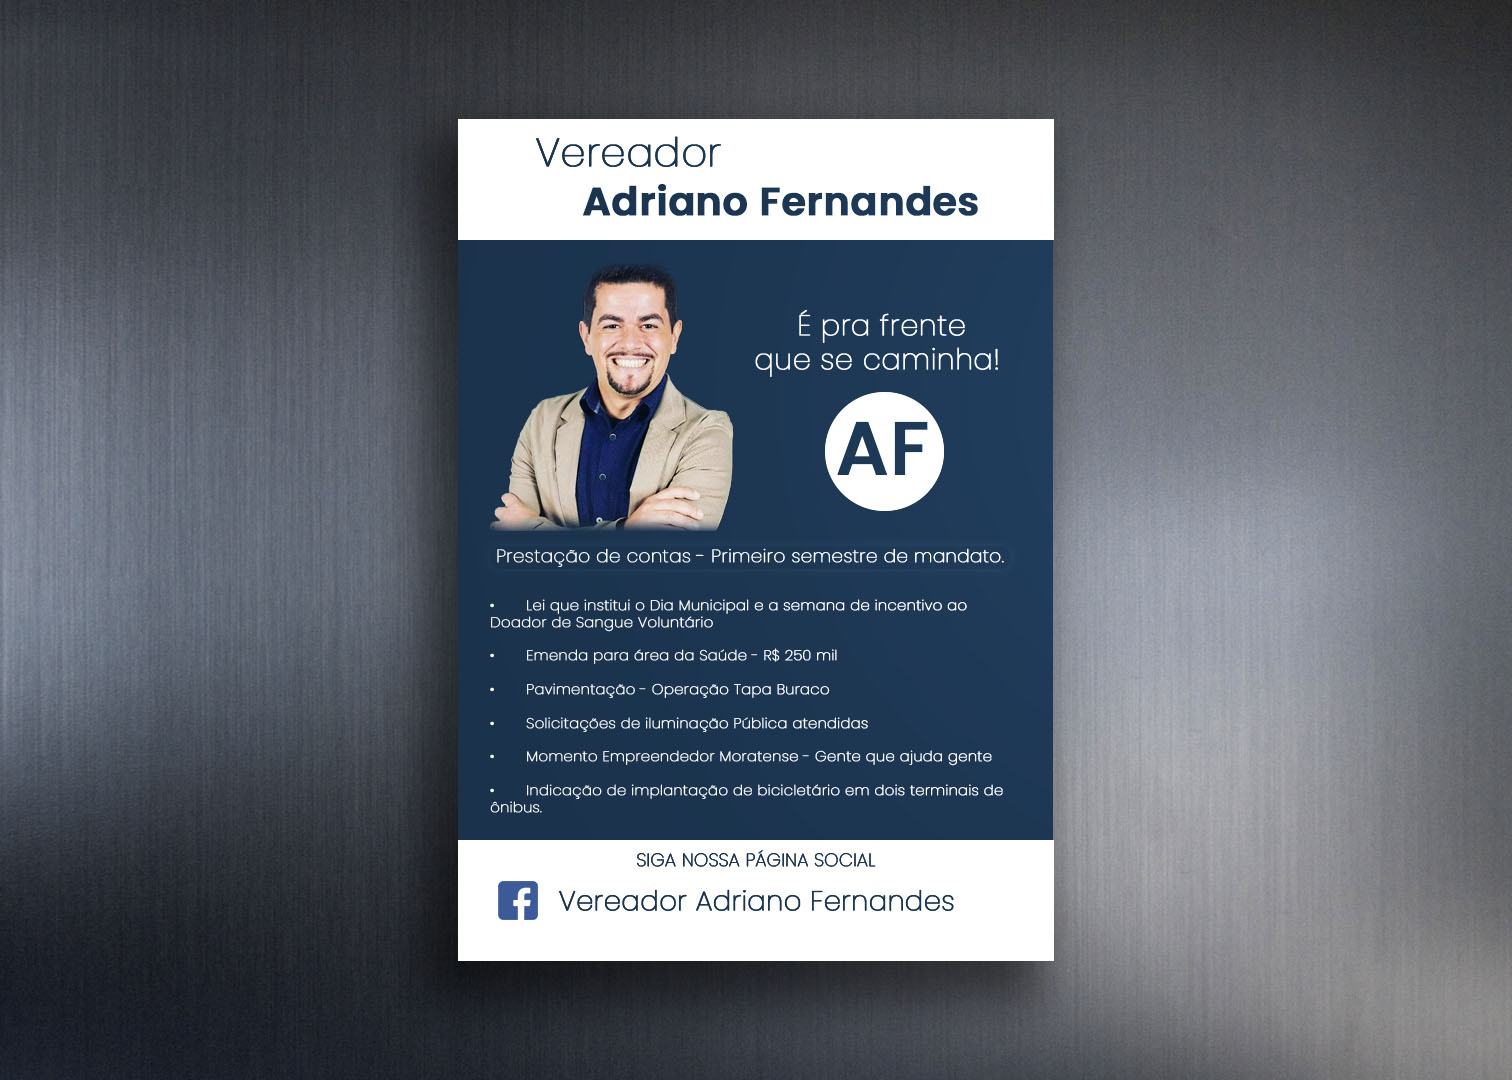 Vereador
Adriano Fernandes
É pra frente
que se caminha!
AF
Prestação de contas - Primeiro semestre de mandato.
• Lei que institui o Dia Municipal e a semana de incentivo ao
Doador de Sangue Voluntário
• Emenda para área da Saúde - R$ 250 mil
• Pavimentação - Operação Tapa Buraco
• Solicitações de iluminação Pública atendidas
• Momento Empreendedor Moratense - Gente que ajuda gente
• Indicação de implantação de bicicletário em dois terminais de
ônibus.
SIGA NOSSA PÁGINA SOCIAL
Vereador Adriano Fernandes